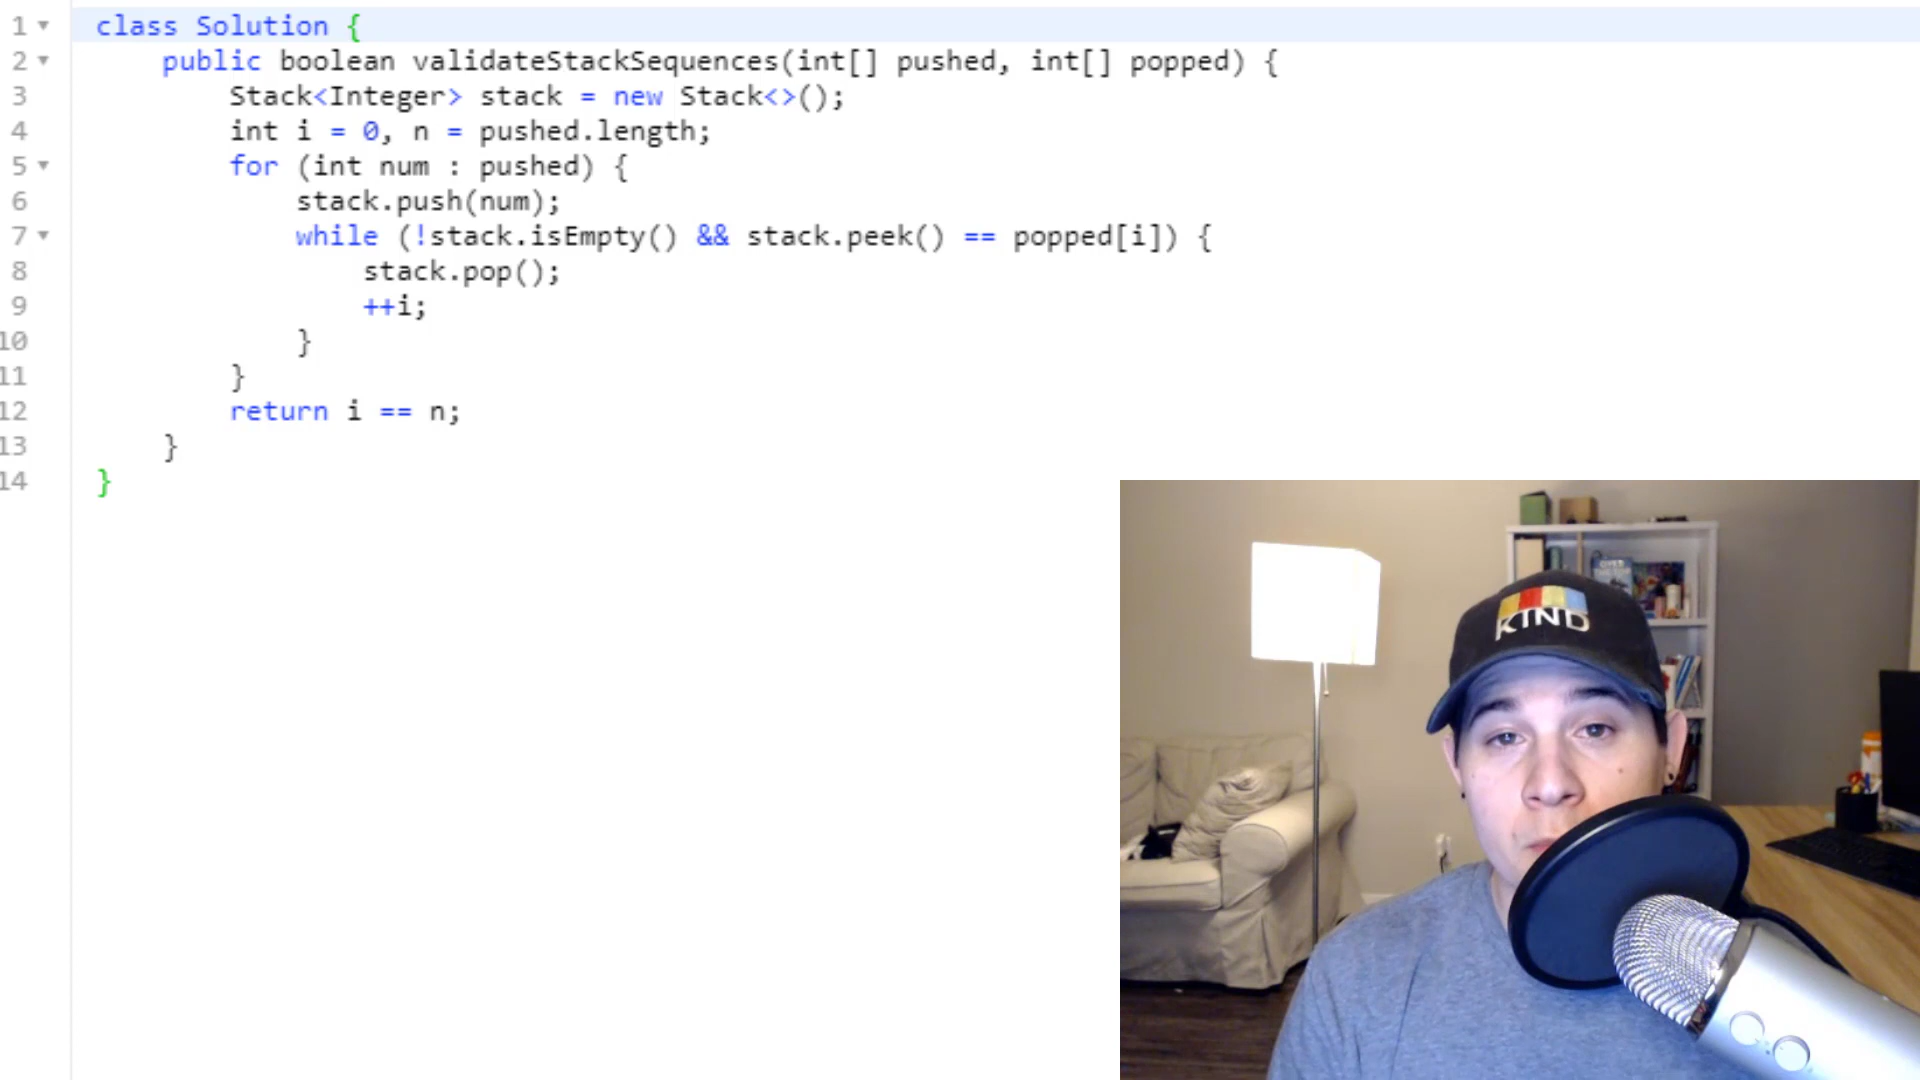 1 class Solution {
2 public boolean validateStackSequences(int[] pushed, int[] popped) {
3 Stack<Integer> stack = new Stack<>();
4 int i = 0, n = pushed.length;
5 for (int num : pushed) {
6 stack.push(num);
7 while (!stack.isEmpty() && stack.peek() == popped[i]) {
8 stack.pop();
9 ++i;
10 }
11 }
12 return i == n;
13 }
14 }
KIND